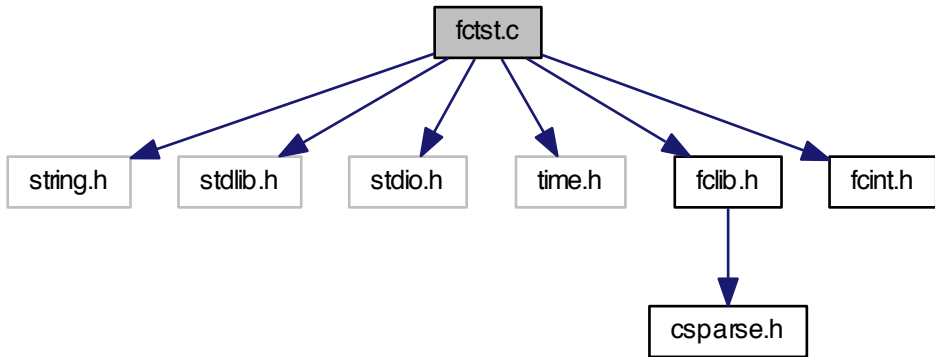 fctst.c
string.h
stdlib.h
stdio.h
time.h
fclib.h
fcint.h
csparse.h